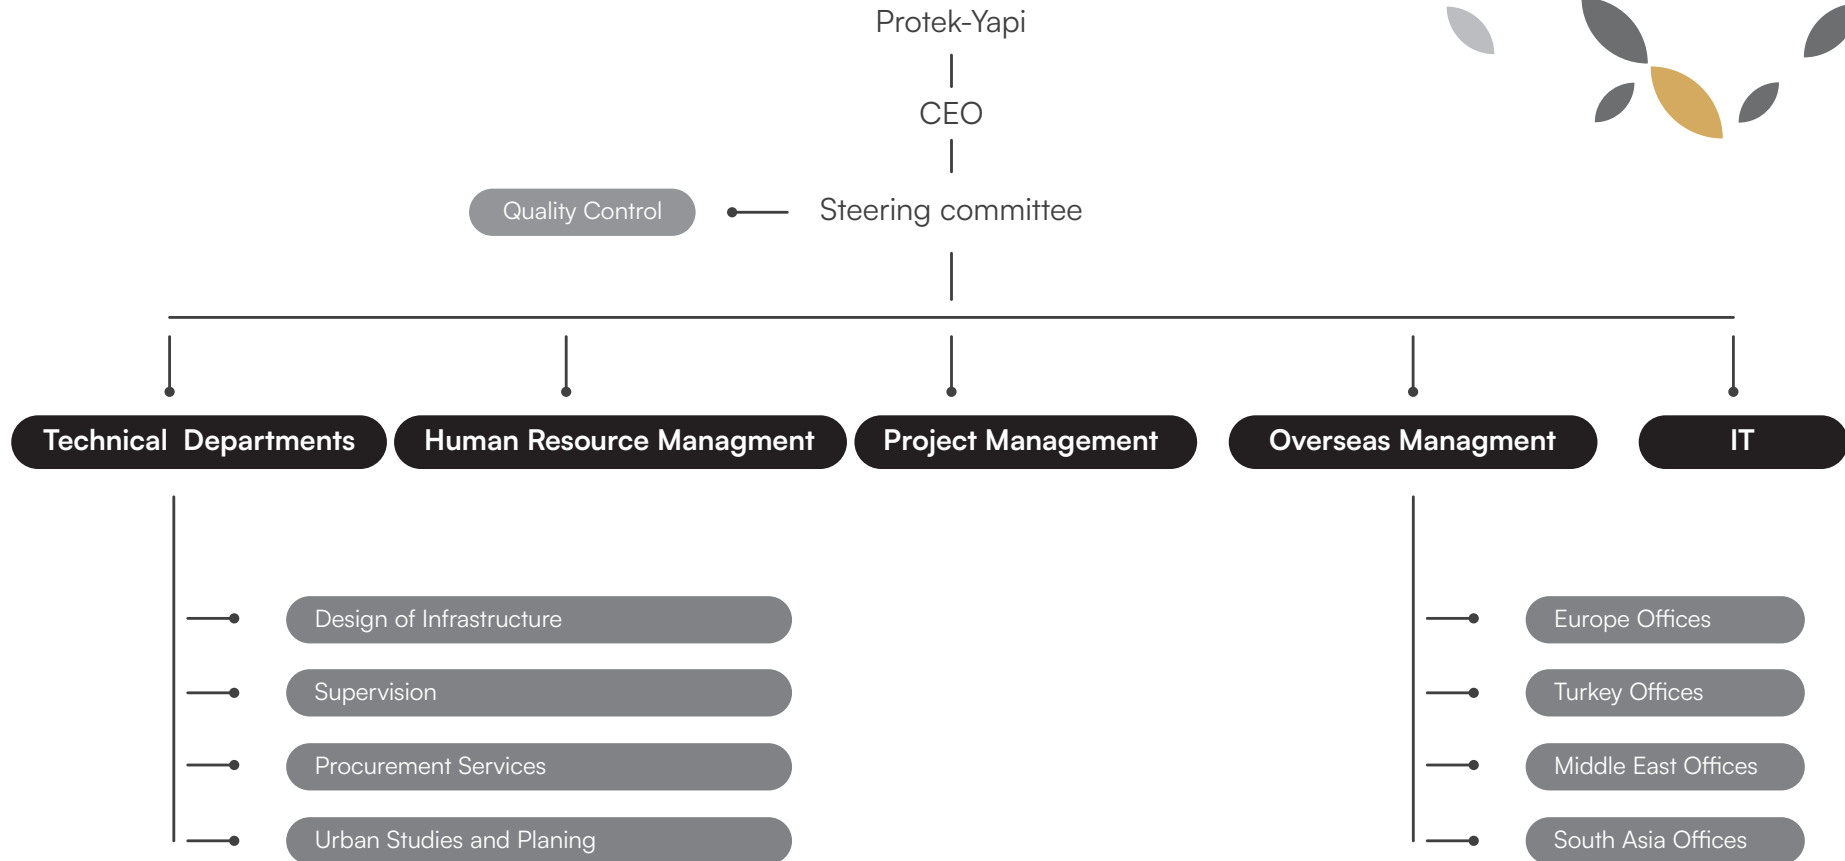 Protek-Yapi
CEO
Quality Control
Steering committee
Technical Departments
Human Resource Managment
Project Management
Overseas Managment
IT
Design of Infrastructure
Supervision
Procurement Services
Urban Studies and Planing
Europe Offices
Turkey Offices
Middle East Offices
South Asia Offices